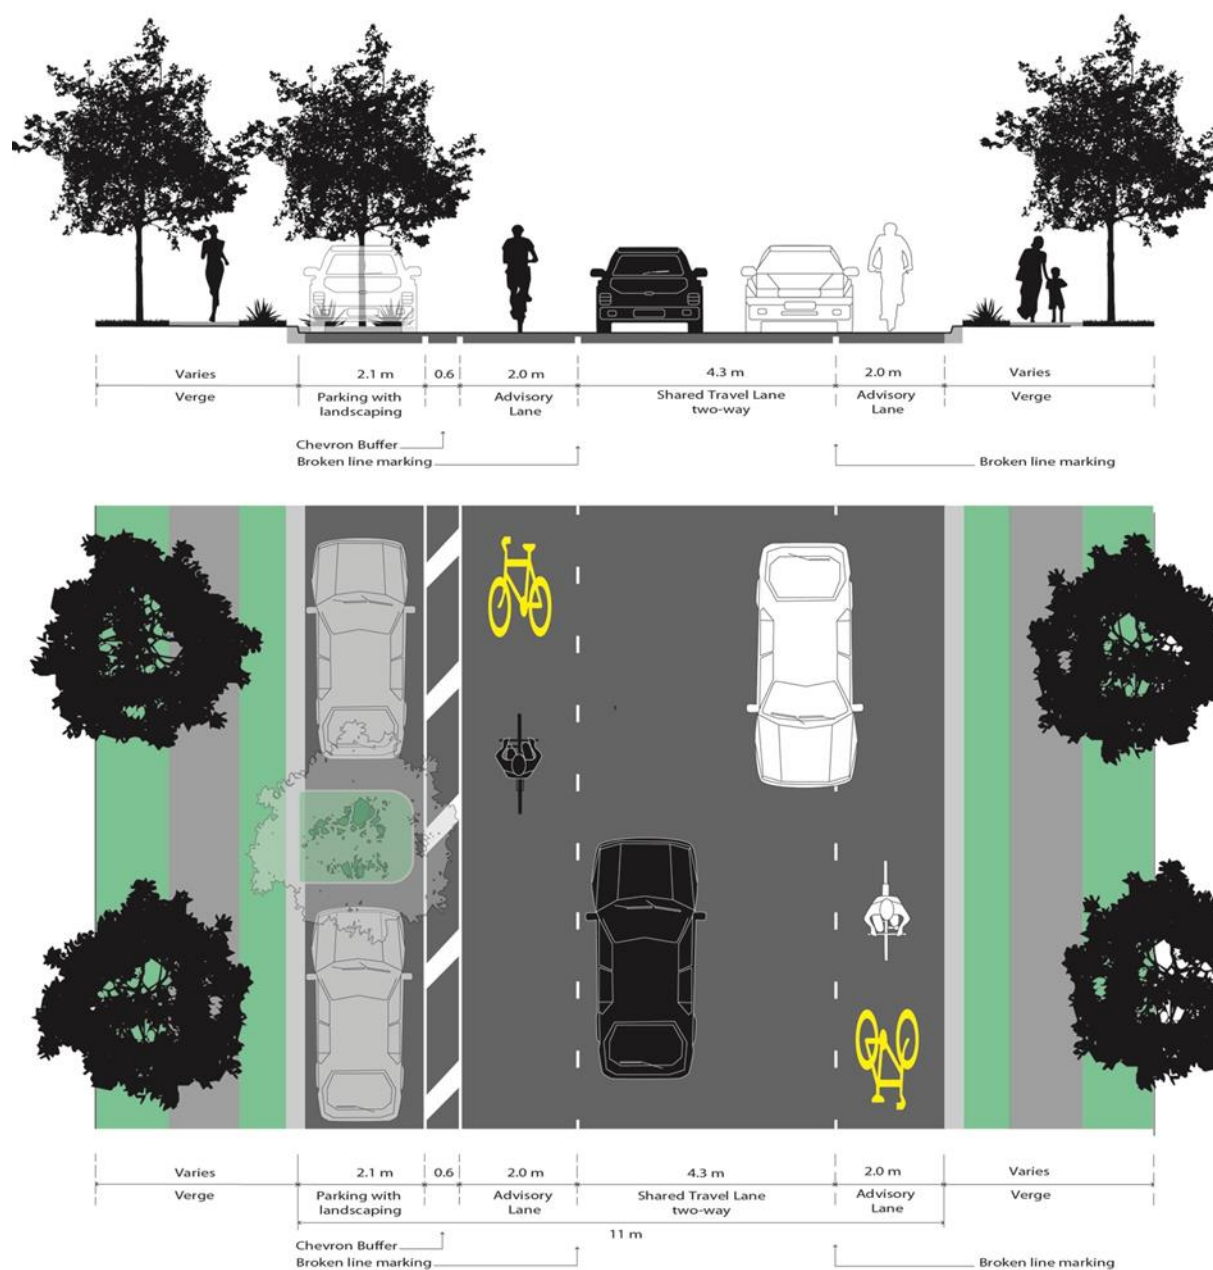 Varies 2.1 m 0.6 2.0 m 4.3 m 2.0 m Varies
Verge Parking with Advisory Shared Travel Lane Advisory Verge
landscaping Lane two-way Lane
Chevron Buffer
Broken line marking Broken line marking
Varies 2.1 m 0.6 2.0 m 4.3 m 2.0 m Varies
Verge Parking with Advisory Shared Travel Lane Advisory Verge
landscaping Lane two-way Lane
11 m
Chevron Buffer
Broken line marking Broken line marking